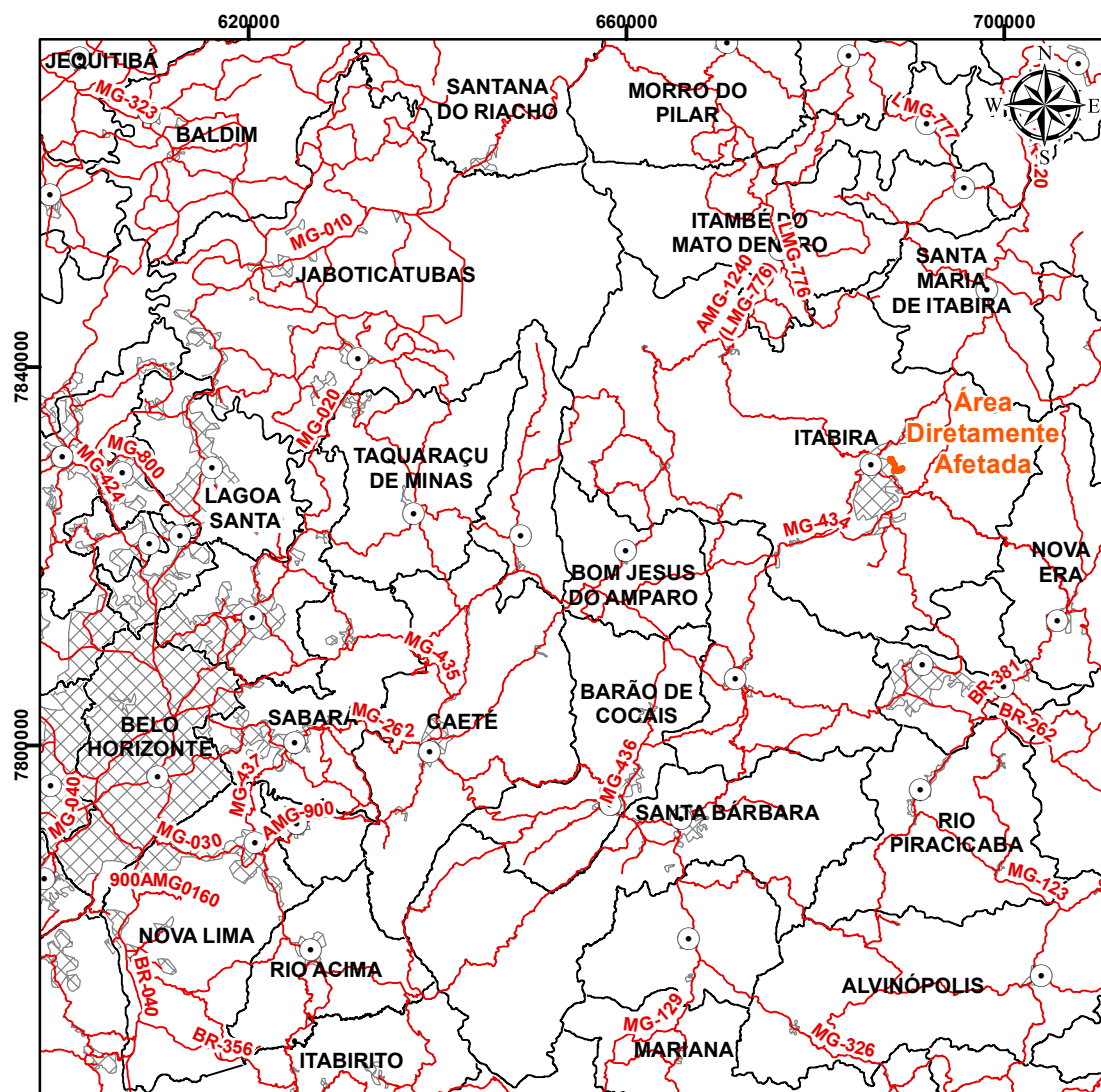 620000
660000
700000
JEQUITIBÁ
MG-323
BALDIM
SANTANA
DO RIACHO
MORRO DO
PILAR
LMG-777
N
W
E
S
MG-010
JABOTICATUBAS
ITAMBÉ DO
MATO DENTRO
LMG-776
AMG-1240
(LMG-776)
SANTA
MARIA
DE ITABIRA
7840000
MG-020
TAQUARAÇU
DE MINAS
ITABIRA
Área
Diretamente
Afetada
MG-800
MG-424
LAGOA
SANTA
MG-434
NOVA
ERA
BOM JESUS
DO AMPARO
MG-435
BR-381
BR-262
BARÃO DE
COCAIS
7800000
BELO
HORIZONTE
SABARÁ
MG-262
CAETÉ
MG-437
MG-436
MG-040
MG-030
AMG-900
SANTA BÁRBARA
RIO
PIRACICABA
MG-123
900AMG0160
NOVA LIMA
BR-040
RIO ACIMA
ALVINÓPOLIS
MG-129
BR-356
ITABIRITO
MARIANA
MG-326